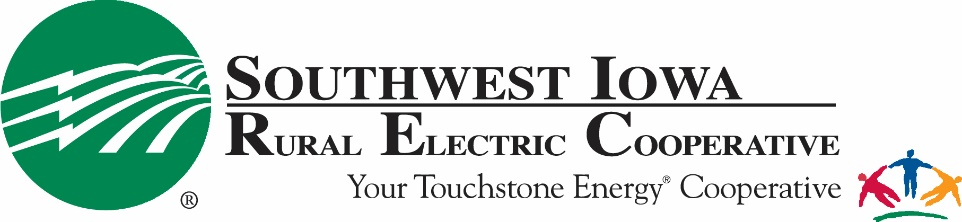 SOUTHWEST IOWA
RURAL ELECTRIC COOPERATIVE
Your Touchstone Energy® Cooperative
®